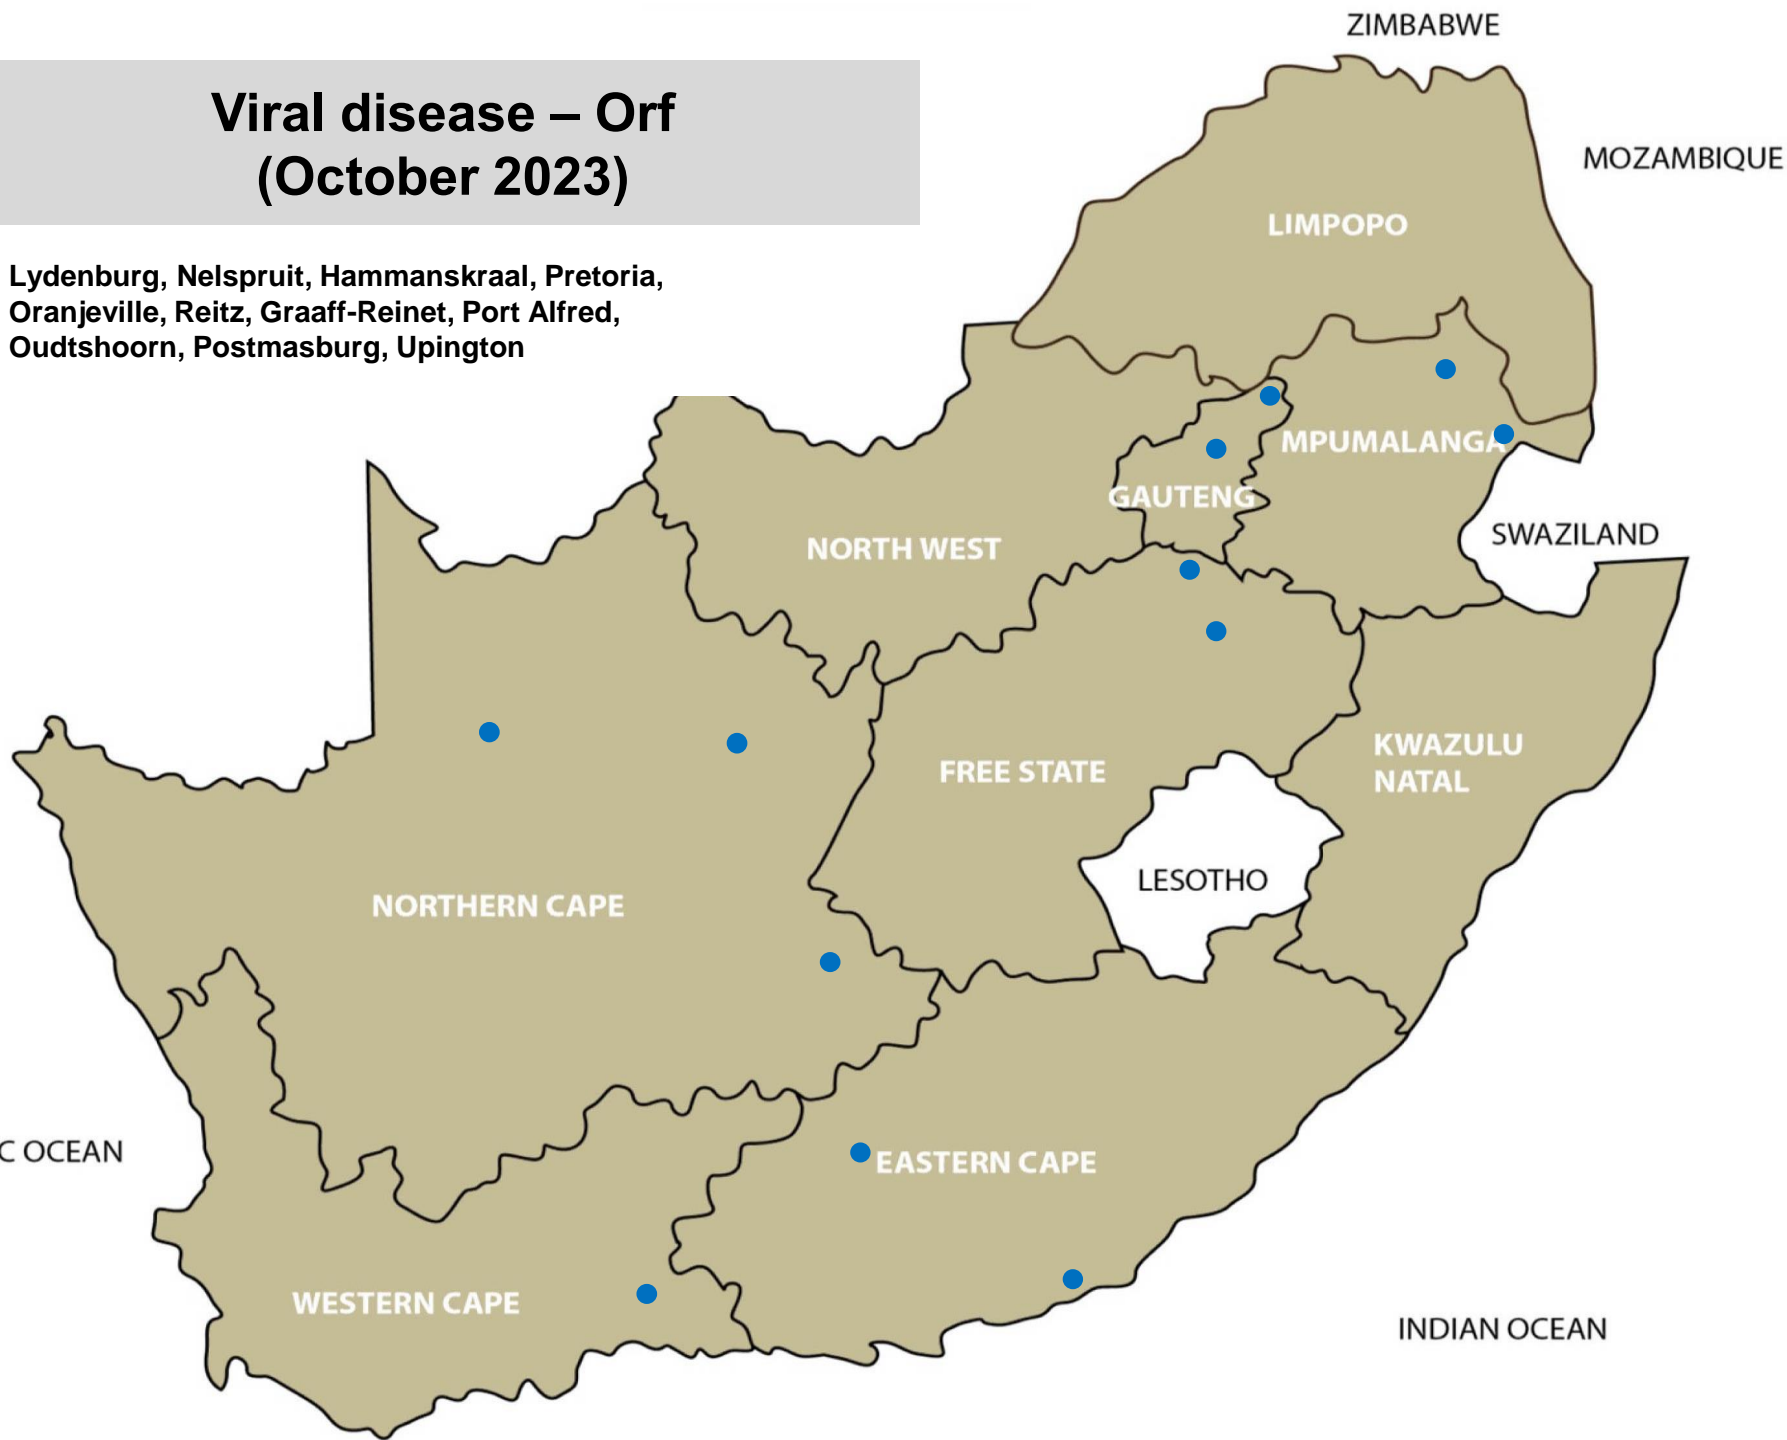 ZIMBABWE
Viral disease – Orf
(October 2023)
MOZAMBIQUE
LIMPOPO
Lydenburg, Nelspruit, Hammanskraal, Pretoria,
Oranjeville, Reitz, Graaff-Reinet, Port Alfred,
Oudtshoorn, Postmasburg, Upington
MPUMALANGA
GAUTENG
SWAZILAND
NORTH WEST
KWAZULU
NATAL
FREE STATE
LESOTHO
NORTHERN CAPE
C OCEAN
EASTERN CAPE
WESTERN CAPE
INDIAN OCEAN